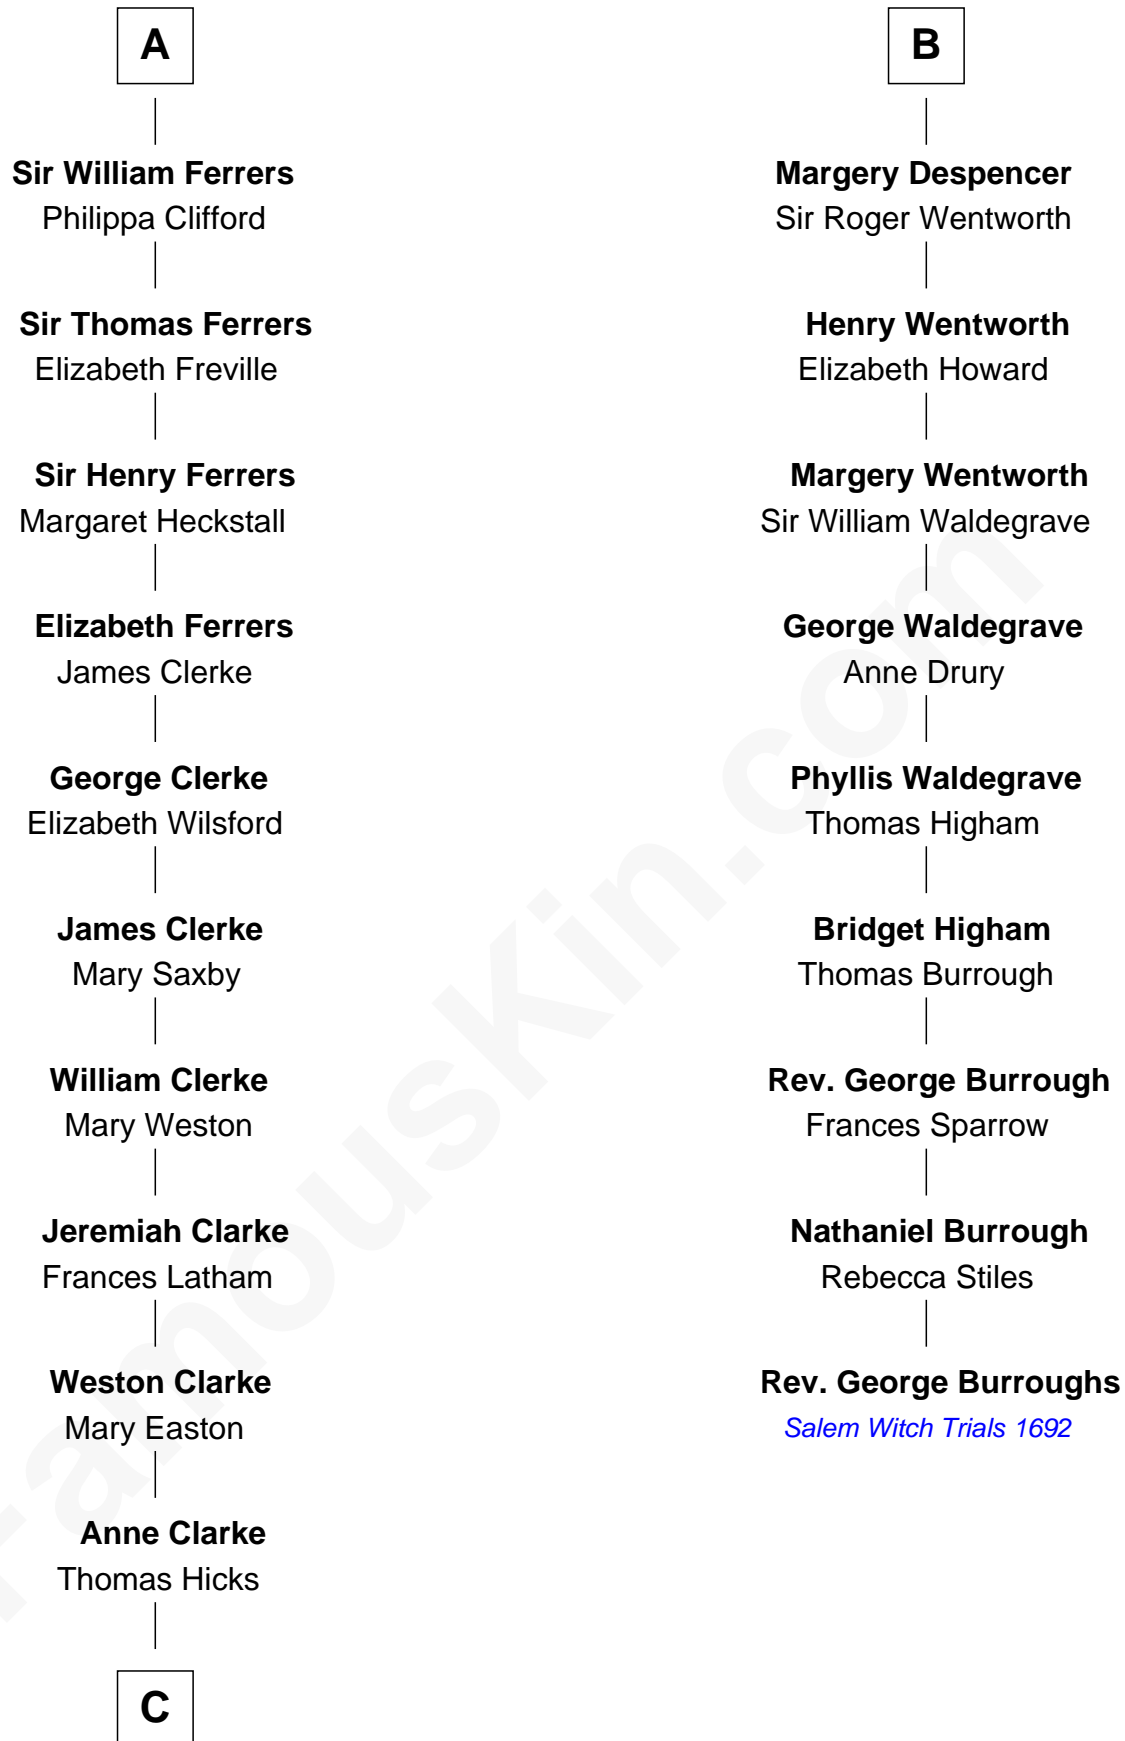 A
Sir William Ferrers
Philippa Clifford
Sir Thomas Ferrers
Elizabeth Freville
Sir Henry Ferrers
Margaret Heckstall
Elizabeth Ferrers
James Clerke
George Clerke
Elizabeth Wilsford
James Clerke
Mary Saxby
William Clerke
Mary Weston
Jeremiah Clarke
Frances Latham
Weston Clarke
Mary Easton
Anne Clarke
Thomas Hicks
C
B
Margery Despencer
Sir Roger Wentworth
Henry Wentworth
Elizabeth Howard
Margery Wentworth
Sir William Waldegrave
George Waldegrave
Anne Drury
Phyllis Waldegrave
Thomas Higham
Bridget Higham
Thomas Burrough
Rev. George Burrough
Frances Sparrow
Nathaniel Burrough
Rebecca Stiles
Rev. George Burroughs
Salem Witch Trials 1692
FamousKin.com